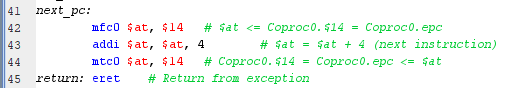 41 next_pc:
42 mfc0 $at, $14 # $at <= Coproc0.$14 = Coproc0.epc
43 addi $at, $at, 4 # $at = $at + 4 (next instruction)
44 mtc0 $at, $14 # Coproc0.$14 = Coproc0.epc <= $at
45 return: eret # Return from exception